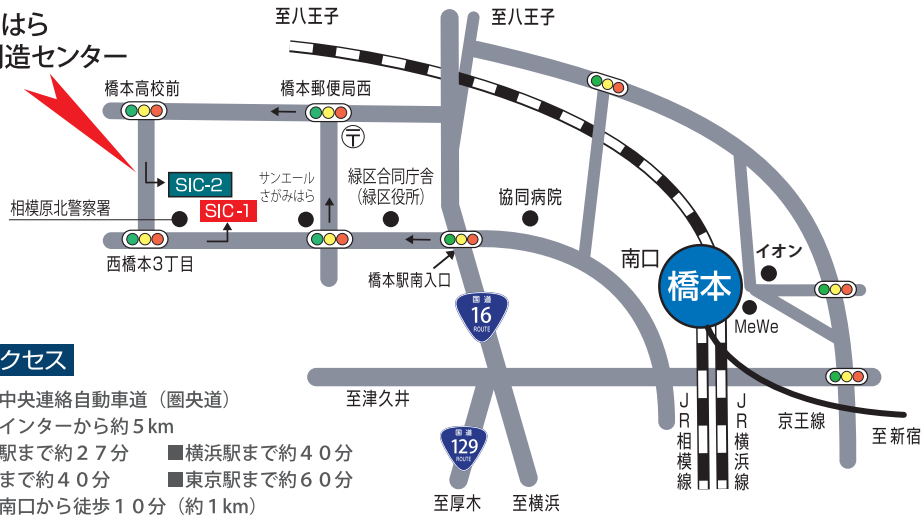 はら
造センター
至八王子
至八王子
橋本高校前
橋本郵便局西
〒
SIC-2
サンエール
さがみはら
緑区合同庁舎
(緑区役所)
協同病院
相模原北警察署
SIC-1
西橋本3丁目
橋本駅南入口
南口
橋本
イオン
MeWe
国道
16
ROUTE
クセス
中央連絡自動車道（圏央道）
インターから約5km
駅まで約27分 ■横浜駅まで約40分
まで約40分 ■東京駅まで約60分
南口から徒歩10分（約1km）
至津久井
国道
129
ROUTE
至厚木
至横浜
JR相模線
JR横浜線
京王線
至新宿